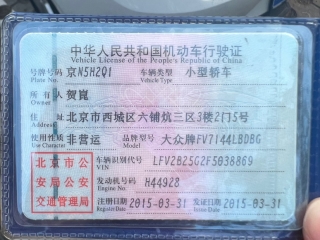 中华人民共和国机动车行驶证
Vehicle License of the People's Republic of China
号牌号码 京N5H2Q1 车辆类型 小型轿车
Plate No. Vehicle Type
所有人 贺崑
Owner
住址 北京市西城区六铺炕三区3楼2门5号
Address
使用性质 非营运 品牌型号 大众牌FV7144LBDBG
Use Character Model
北京市公安局公安交通管理局
车辆识别代号 LFV2B25G2F5038869
VIN
发动机号码 H44928
Engine No.
注册日期 2015-03-31 发证日期 2015-03-31
Register Date Issue Date